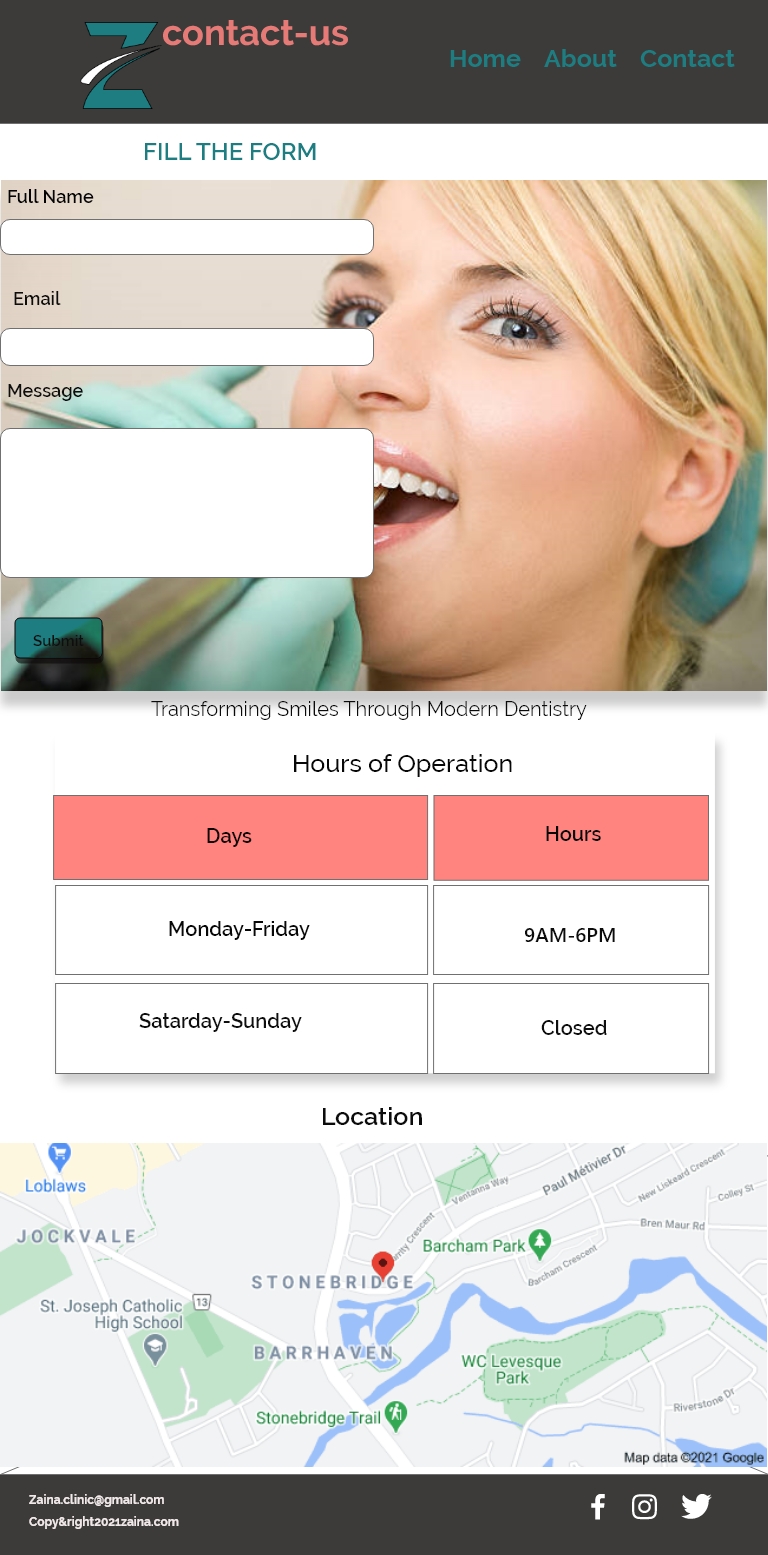 Z contact-us
Home About Contact
FILL THE FORM
Full Name
Email
Message
Submit
Transforming Smiles Through Modern Dentistry
Hours of Operation
Days Hours
Monday-Friday 9AM-6PM
Satarday-Sunday Closed
Location
Loblaws
JOCKVALE
St. Joseph Catholic
High School
13
STONEBRIDGE
BARRHAVEN
Stonebridge Trail
Barcham Park
Paul Métivier Dr
Ventanna Way
New Liskeard Crescent
Colley St
Bren Maur Rd
Barcham Crescent
WC Levesque
Park
Riverstone Dr
Map data ©2021 Google
Zaina.clinic@gmail.com
Copy&right2021zaina.com